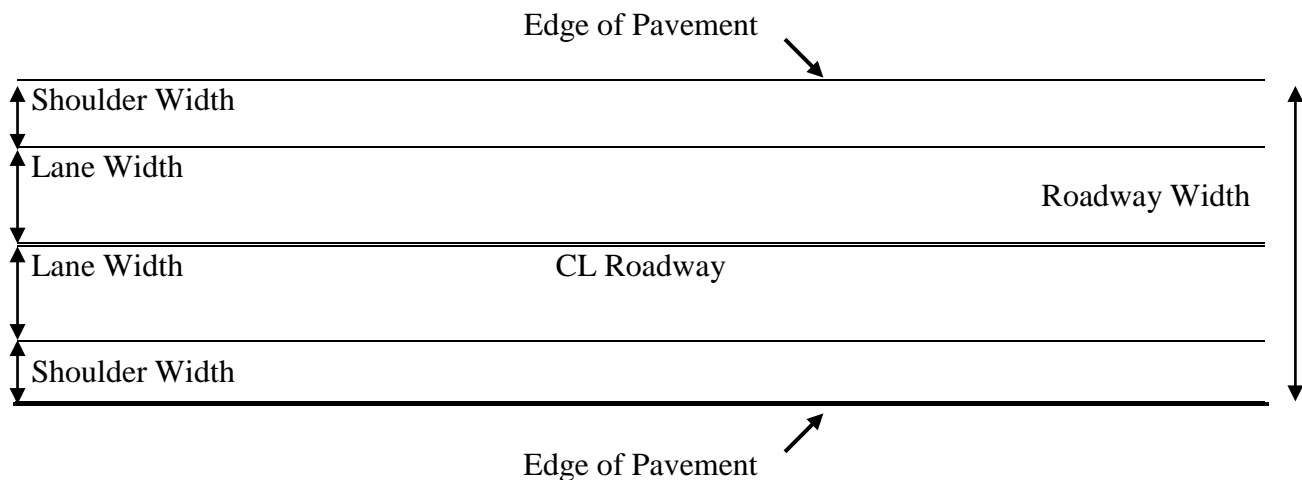 Edge of Pavement
Shoulder Width
Lane Width
Roadway Width
Lane Width CL Roadway
Shoulder Width
Edge of Pavement